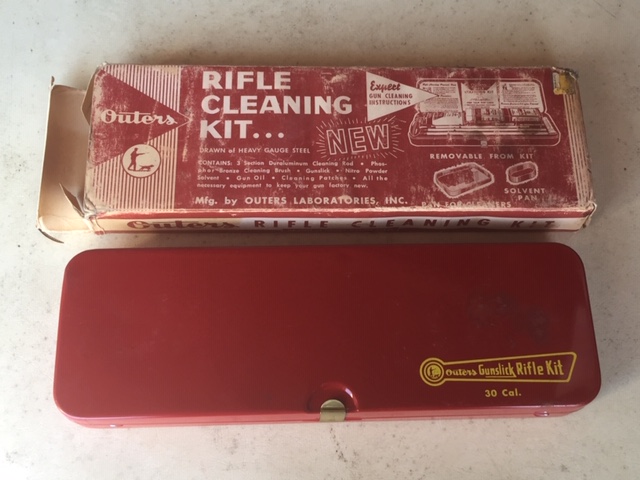 Outers
RIFLE
CLEANING
KIT...
DRAWN of HEAVY GAUGE STEEL
CONTAINS: 3 Section Duraluminum Cleaning Rod • Phos-
phor Bronze Cleaning Brush • Gunslick • Nitro Powder
Solvent • Gun Oil • Cleaning Patches • All the
necessary equipment to keep your gun factory new.
Mfg. by OUTERS LABORATORIES, INC.
NEW
Expert
GUN CLEANING
INSTRUCTIONS
REMOVABLE FROM KIT
SOLVENT
PAN
PAN FOR CLEANERS
Outers RIFLE CLEANING KIT
Outers Gunslick Rifle Kit
30 Cal.